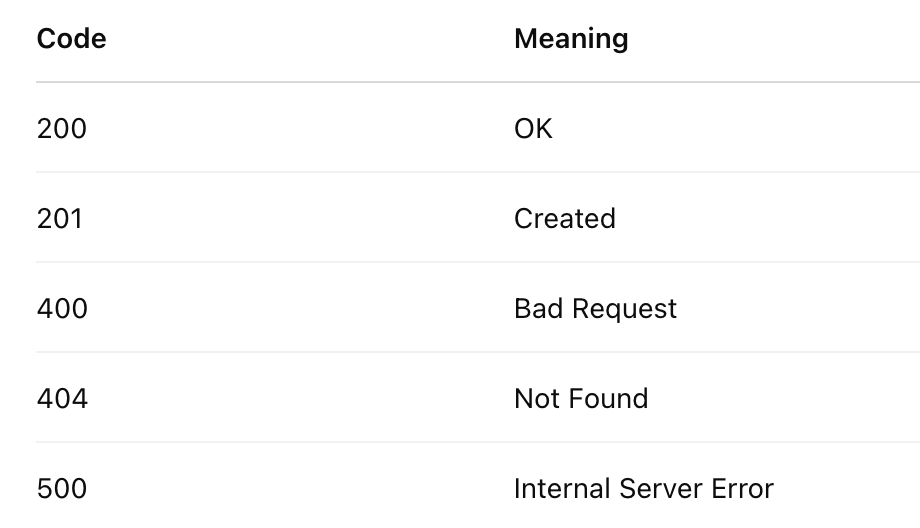 Code Meaning
200 OK
201 Created
400 Bad Request
404 Not Found
500 Internal Server Error